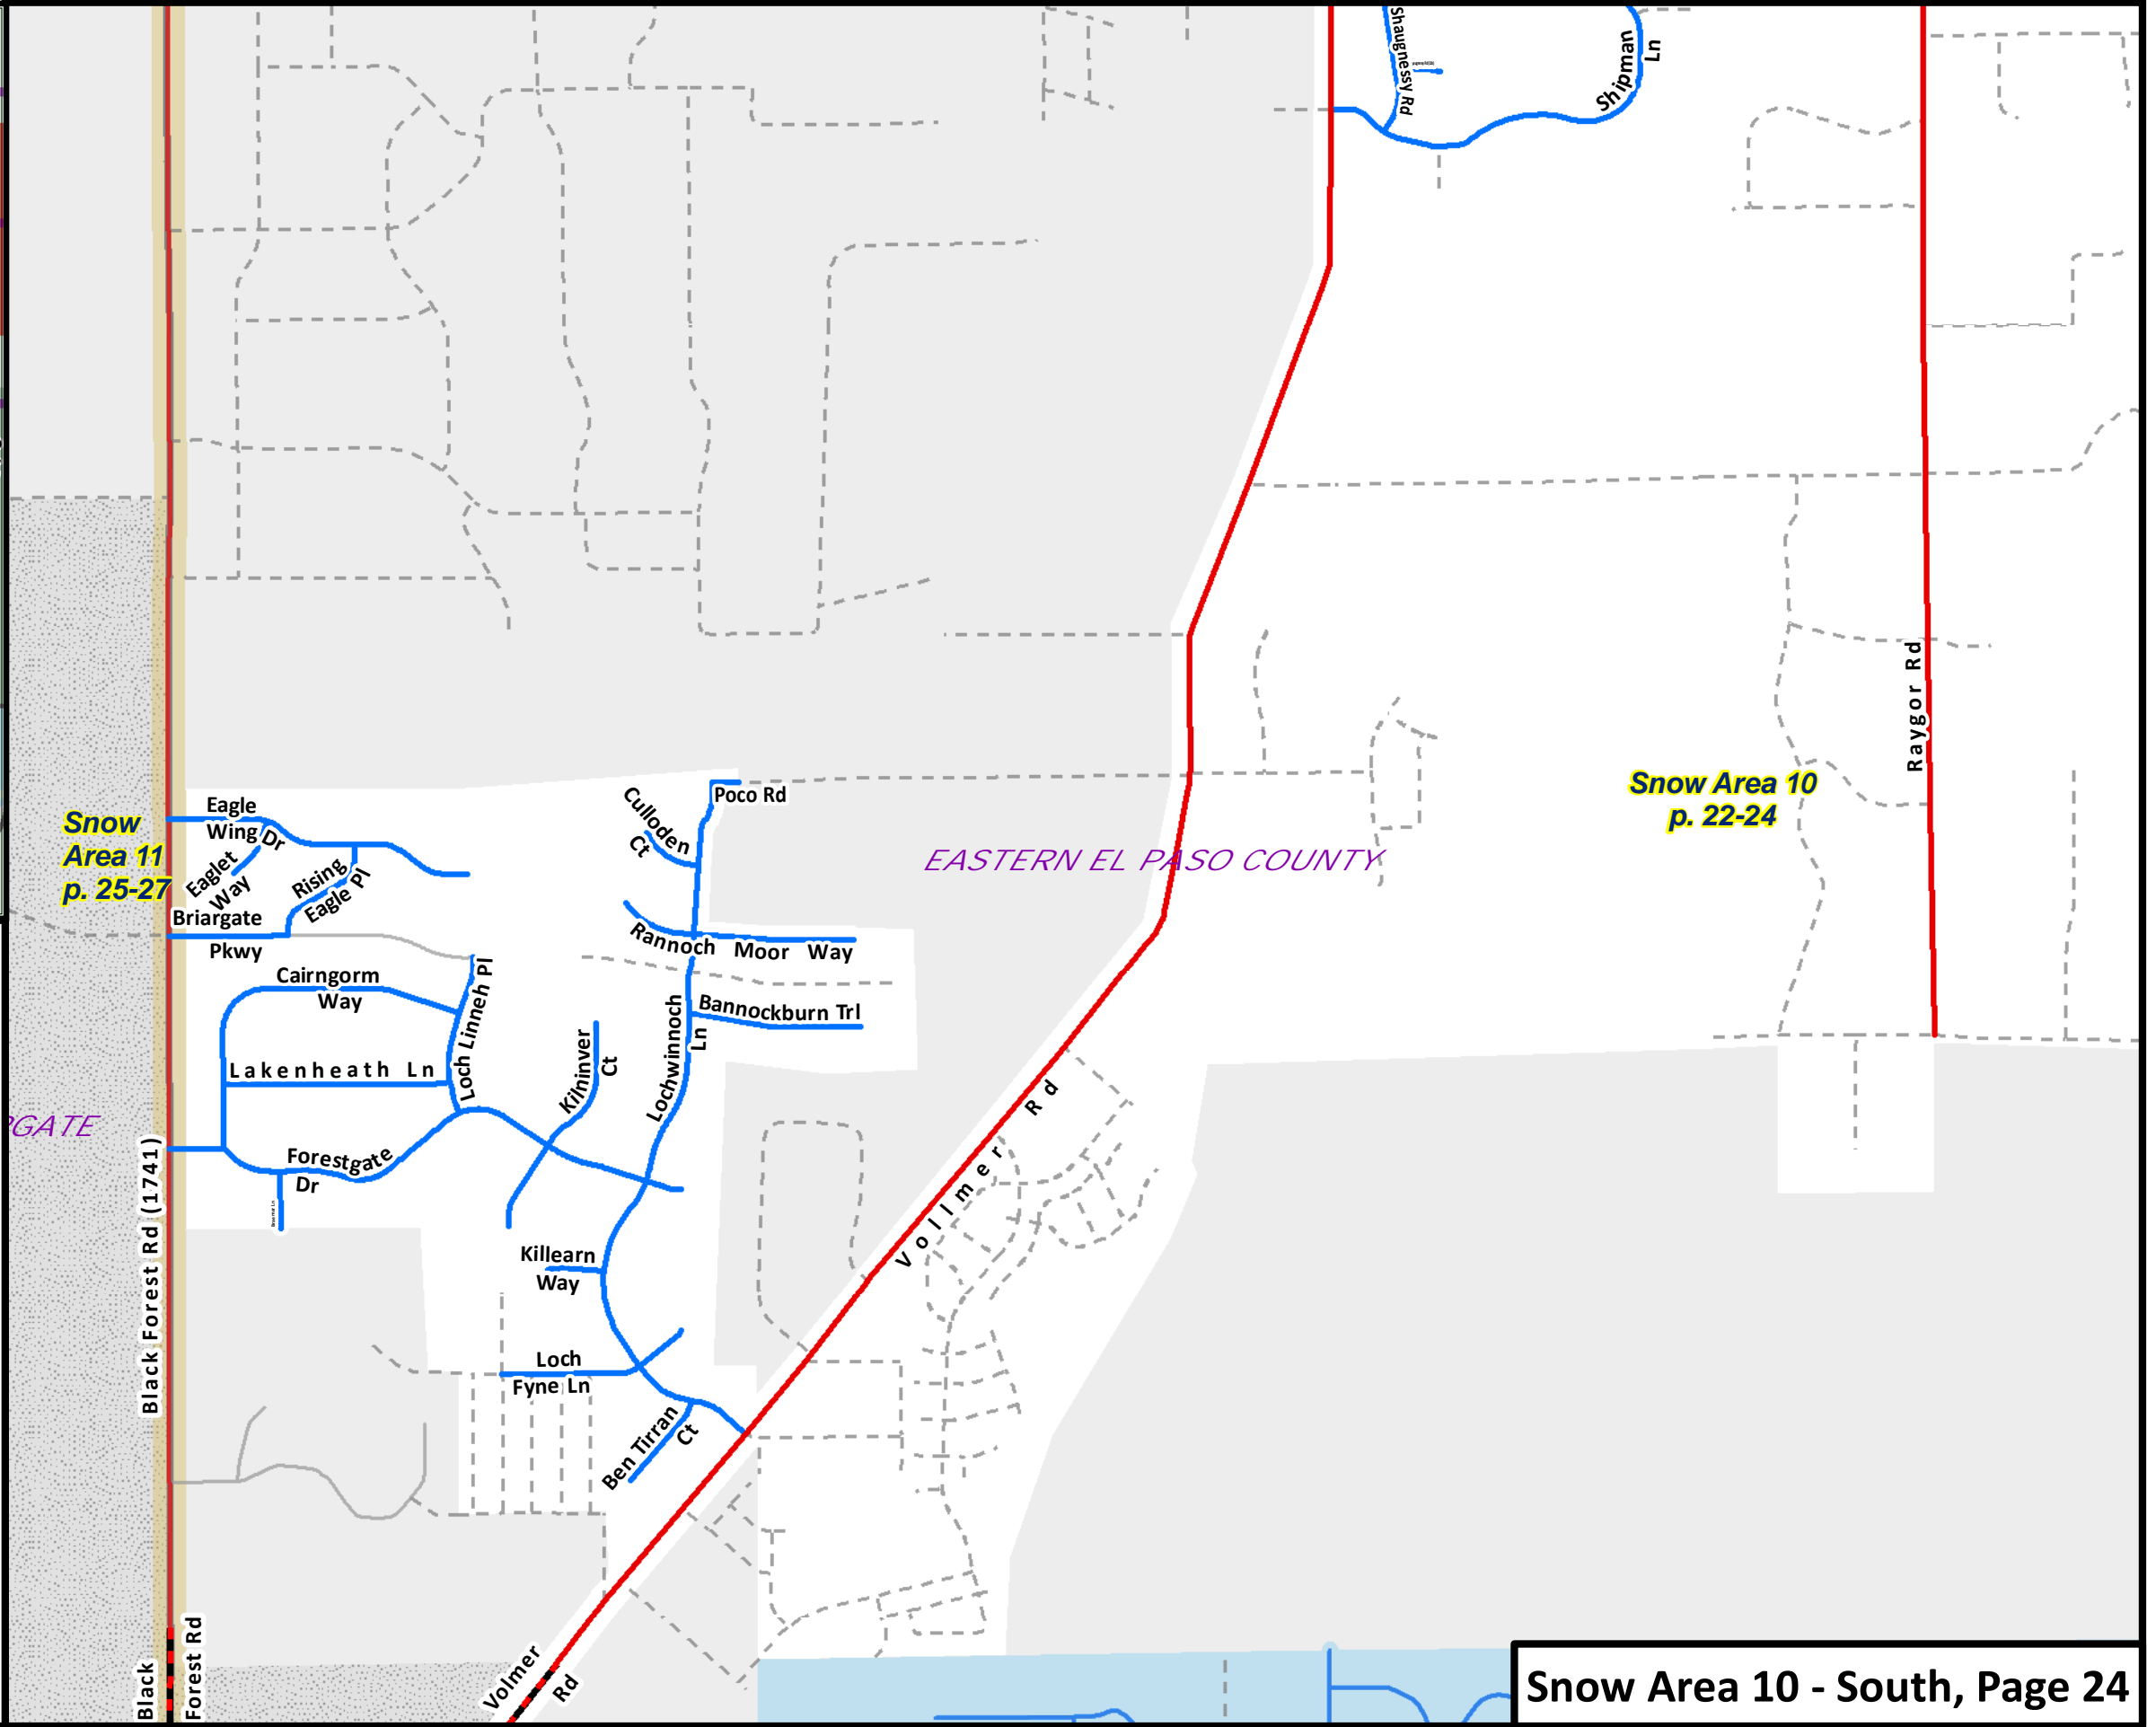 Shaugnessy Rd
Shipman
Ln
Raygor Rd
Snow Area 10
p. 22-24
Poco Rd
Culloden
Ct
Eagle
Wing Dr
Snow
Area 11
p. 25-27
Eaglet
Way
Rising
Eagle Pl
EASTERN EL PASO COUNTY
Briargate
Pkwy
Rannoch Moor Way
Cairngorm
Way
Loch Linneh Pl
Bannockburn Trl
Lochwinnoch
Ln
Kilninver
Ct
Lakenheath Ln
Vollmer Rd
RGATE
Forestgate
Dr
Black Forest Rd (1741)
Killearn
Way
Loch
Fyne Ln
Ben Tirran
Ct
Black
Forest Rd
Volmer
Rd
Snow Area 10 - South, Page 24